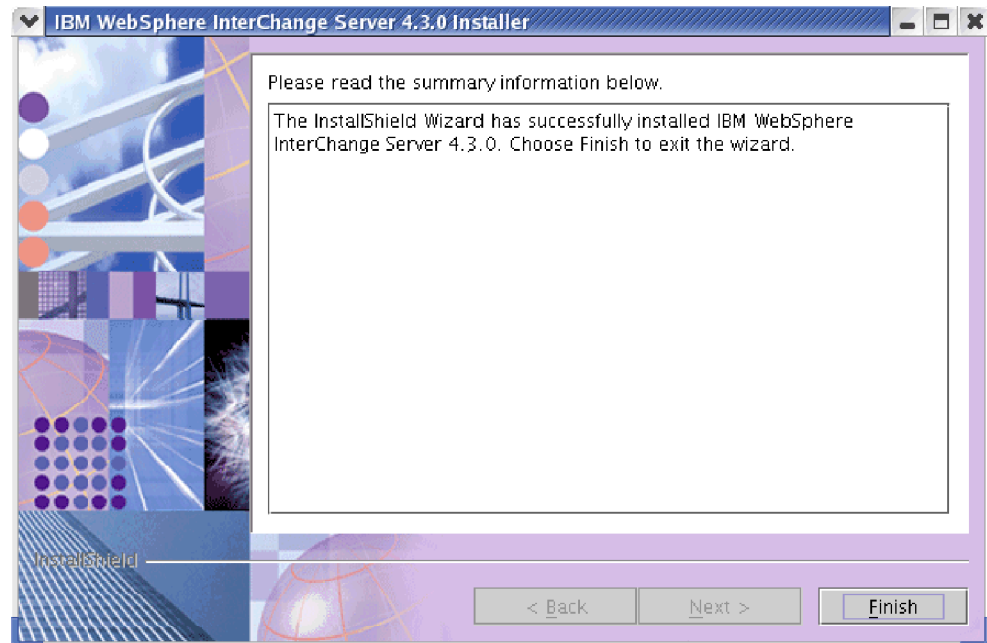 IBM WebSphere InterChange Server 4.3.0 Installer
Please read the summary information below.
The InstallShield Wizard has successfully installed IBM WebSphere
InterChange Server 4.3.0. Choose Finish to exit the wizard.
InstallShield
< Back
Next >
Finish